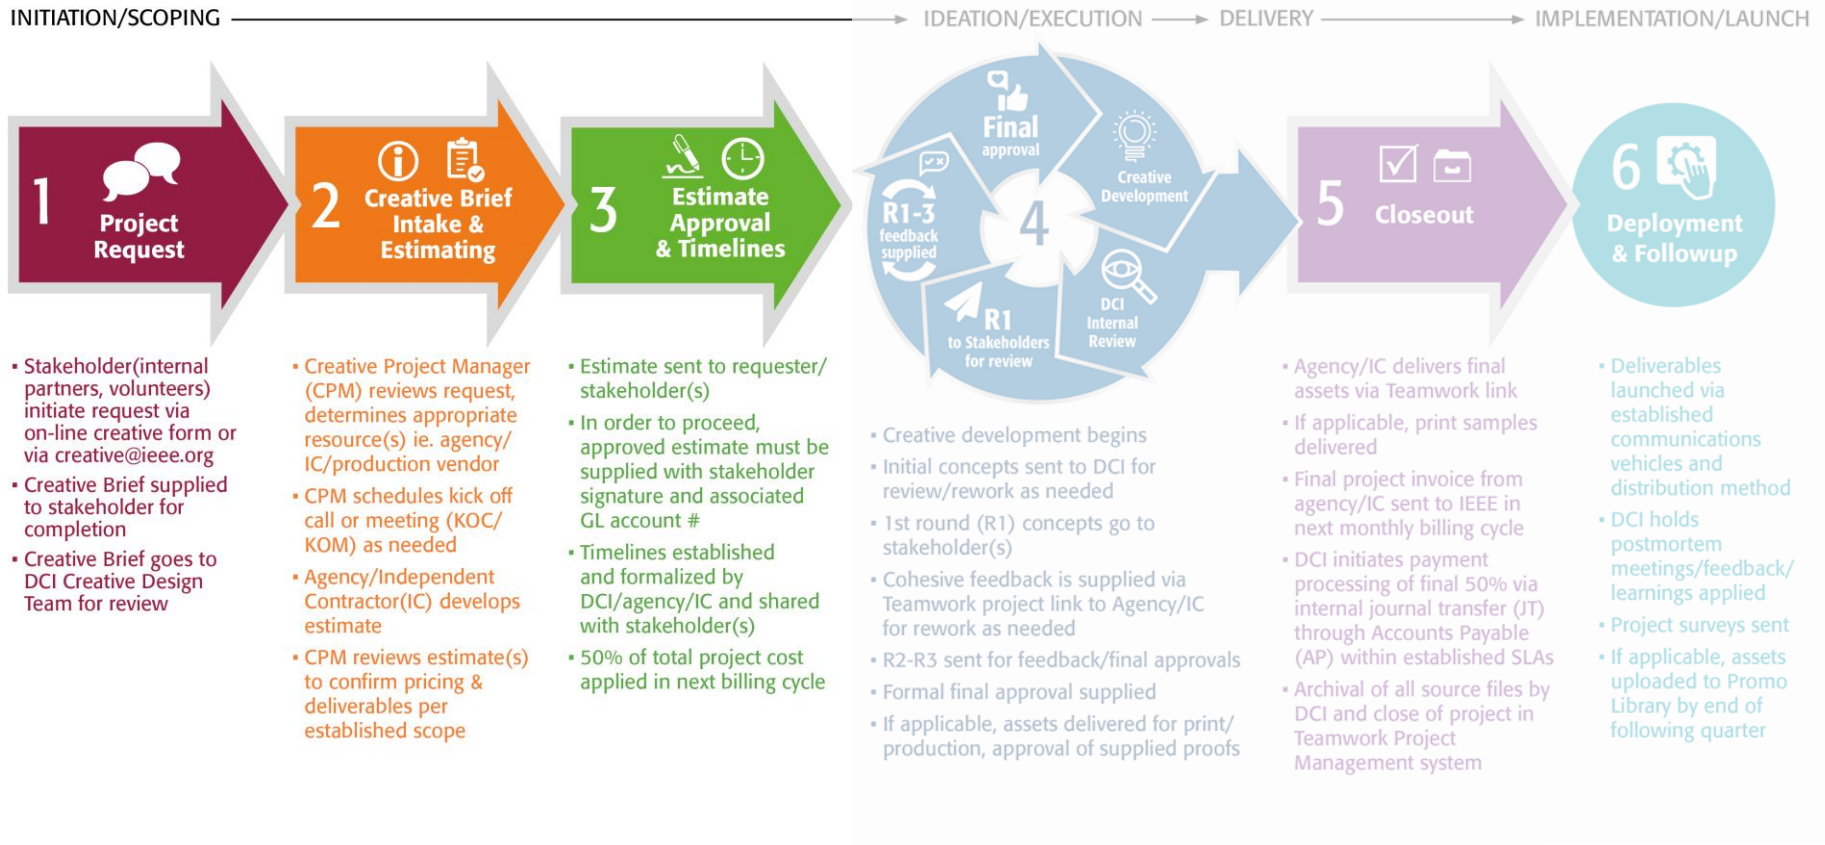 INITIATION/SCOPING
IDEATION/EXECUTION
DELIVERY
IMPLEMENTATION/LAUNCH
1
Project
Request
2
Creative Brief
Intake &
Estimating
3
Estimate
Approval
& Timelines
4
Final
approval
Creative
Development
DCI
Internal
Review
R1
to Stakeholders
for review
R1-3
feedback
supplied
5
Closeout
6
Deployment
& Followup
▪ Stakeholder(internal
partners, volunteers)
initiate request via
on-line creative form or
via creative@ieee.org
▪ Creative Brief supplied
to stakeholder for
completion
▪ Creative Brief goes to
DCI Creative Design
Team for review
▪ Creative Project Manager
(CPM) reviews request,
determines appropriate
resource(s) ie. agency/
IC/production vendor
▪ CPM schedules kick off
call or meeting (KOC/
KOM) as needed
▪ Agency/Independent
Contractor(IC) develops
estimate
▪ CPM reviews estimate(s)
to confirm pricing &
deliverables per
established scope
▪ Estimate sent to requester/
stakeholder(s)
▪ In order to proceed,
approved estimate must be
supplied with stakeholder
signature and associated
GL account #
▪ Timelines established
and formalized by
DCI/agency/IC and shared
with stakeholder(s)
▪ 50% of total project cost
applied in next billing cycle
▪ Creative development begins
▪ Initial concepts sent to DCI for
review/rework as needed
▪ 1st round (R1) concepts go to
stakeholder(s)
▪ Cohesive feedback is supplied via
Teamwork project link to Agency/IC
for rework as needed
▪ R2-R3 sent for feedback/final approvals
▪ Formal final approval supplied
▪ If applicable, assets delivered for print/
production, approval of supplied proofs
▪ Agency/IC delivers final
assets via Teamwork link
▪ If applicable, print samples
delivered
▪ Final project invoice from
agency/IC sent to IEEE in
next monthly billing cycle
▪ DCI initiates payment
processing of final 50% via
internal journal transfer (JT)
through Accounts Payable
(AP) within established SLAs
▪ Archival of all source files by
DCI and close of project in
Teamwork Project
Management system
▪ Deliverables
launched via
established
communications
vehicles and
distribution method
▪ DCI holds
postmortem
meetings/feedback/
learnings applied
▪ Project surveys sent
▪ If applicable, assets
uploaded to Promo
Library by end of
following quarter